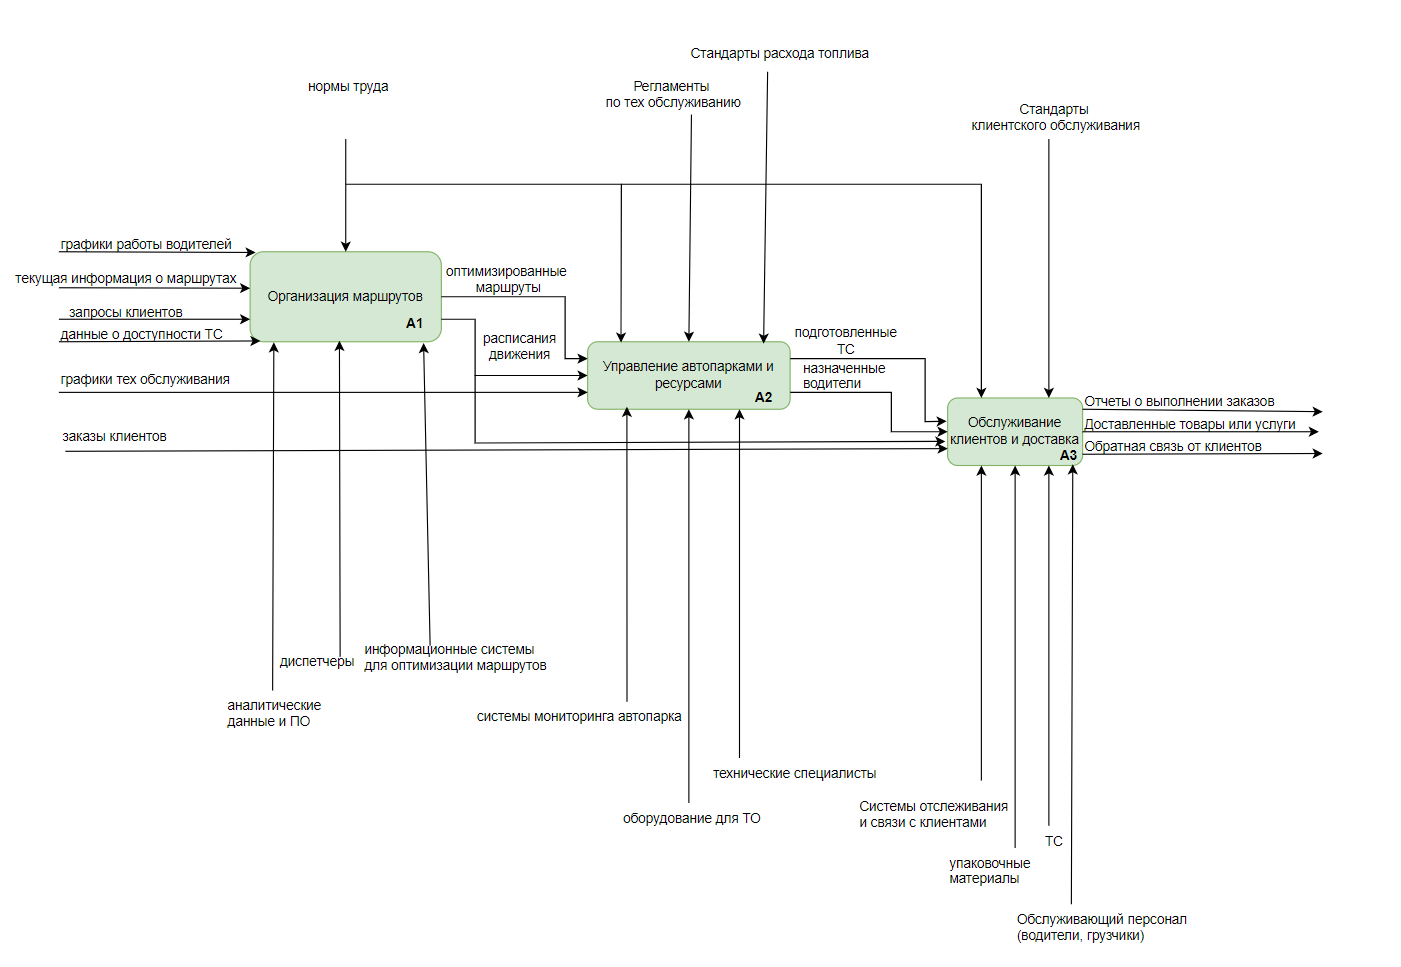 Стандарты расхода топлива
нормы труда
Регламенты
по тех обслуживанию
Стандарты
клиентского обслуживания
графики работы водителей
текущая информация о маршрутах
запросы клиентов
данные о доступности ТС
графики тех обслуживания
заказы клиентов
Организация маршрутов
А1
оптимизированные
маршруты
расписания
движения
Управление автопарками и
ресурсами
А2
подготовленные
ТС
назначенные
водители
Обслуживание
клиентов и доставка
А3
Отчеты о выполнении заказов
Доставленные товары или услуги
Обратная связь от клиентов
диспетчеры
информационные системы
для оптимизации маршрутов
аналитические
данные и ПО
системы мониторинга автопарка
технические специалисты
оборудование для ТО
Системы отслеживания
и связи с клиентами
ТС
упаковочные
материалы
Обслуживающий персонал
(водители, грузчики)